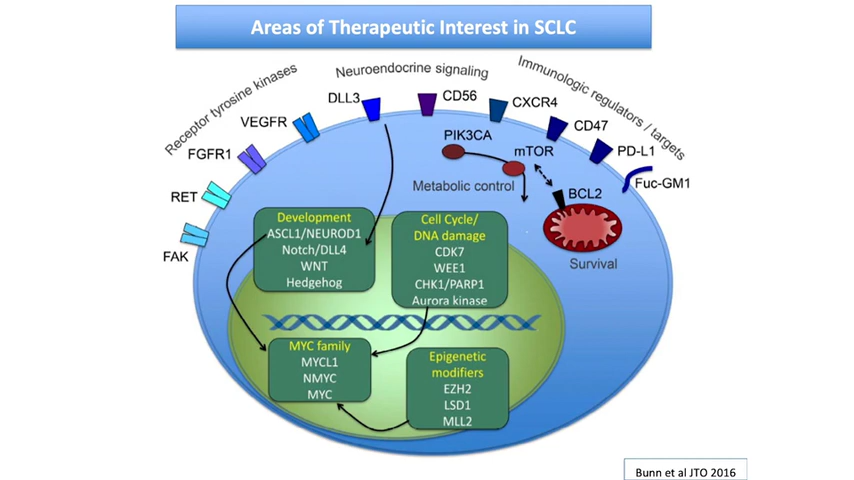 Areas of Therapeutic Interest in SCLC
Receptor tyrosine kinases
Neuroendocrine signaling
Immunologic regulators / targets
DLL3
CD56
CXCR4
VEGFR
CD47
PIK3CA
FGFR1
mTOR
PD-L1
Metabolic control
Fuc-GM1
RET
BCL2
FAK
Survival
Development
ASCL1/NEUROD1
Notch/DLL4
WNT
Hedgehog
Cell Cycle/
DNA damage
CDK7
WEE1
CHK1/PARP1
Aurora kinase
MYC family
MYCL1
NMYC
MYC
Epigenetic
modifiers
EZH2
LSD1
MLL2
Bunn et al JTO 2016